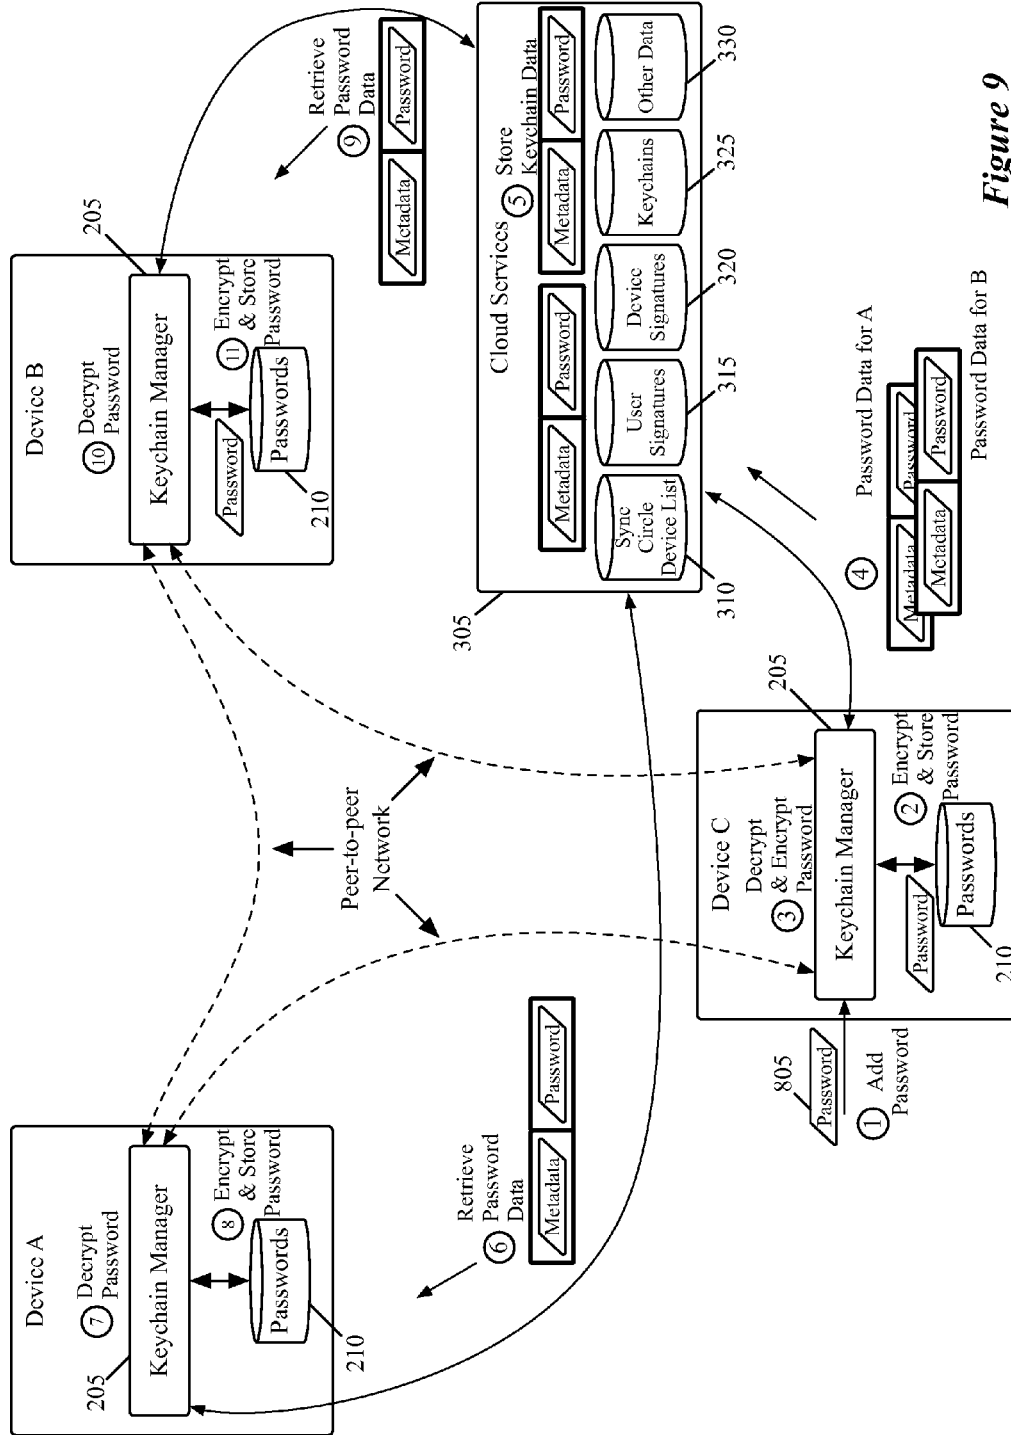 Device A
7
Decrypt
Password
205
Keychain Manager
8
Encrypt
& Store
Password
Passwords
210
Device B
10
Decrypt
Password
205
Keychain Manager
11
Encrypt
& Store
Password
Password
Passwords
210
Peer-to-peer
Network
6
Retrieve
Password
Data
Metadata
Password
9
Retrieve
Password
Data
Metadata
Password
305
Cloud Services
5
Store
Keychain Data
Metadata
Password
Metadata
Password
Sync
Circle
Device List
User
Signatures
Device
Signatures
Keychains
Other Data
310
315
320
325
330
805
Password
1
Add
Password
Device C
3
Decrypt
& Encrypt
Password
205
Keychain Manager
2
Encrypt
& Store
Password
Password
Passwords
210
4
Password Data for A
Metadata
Password
Metadata
Password
Password Data for B
Figure 9